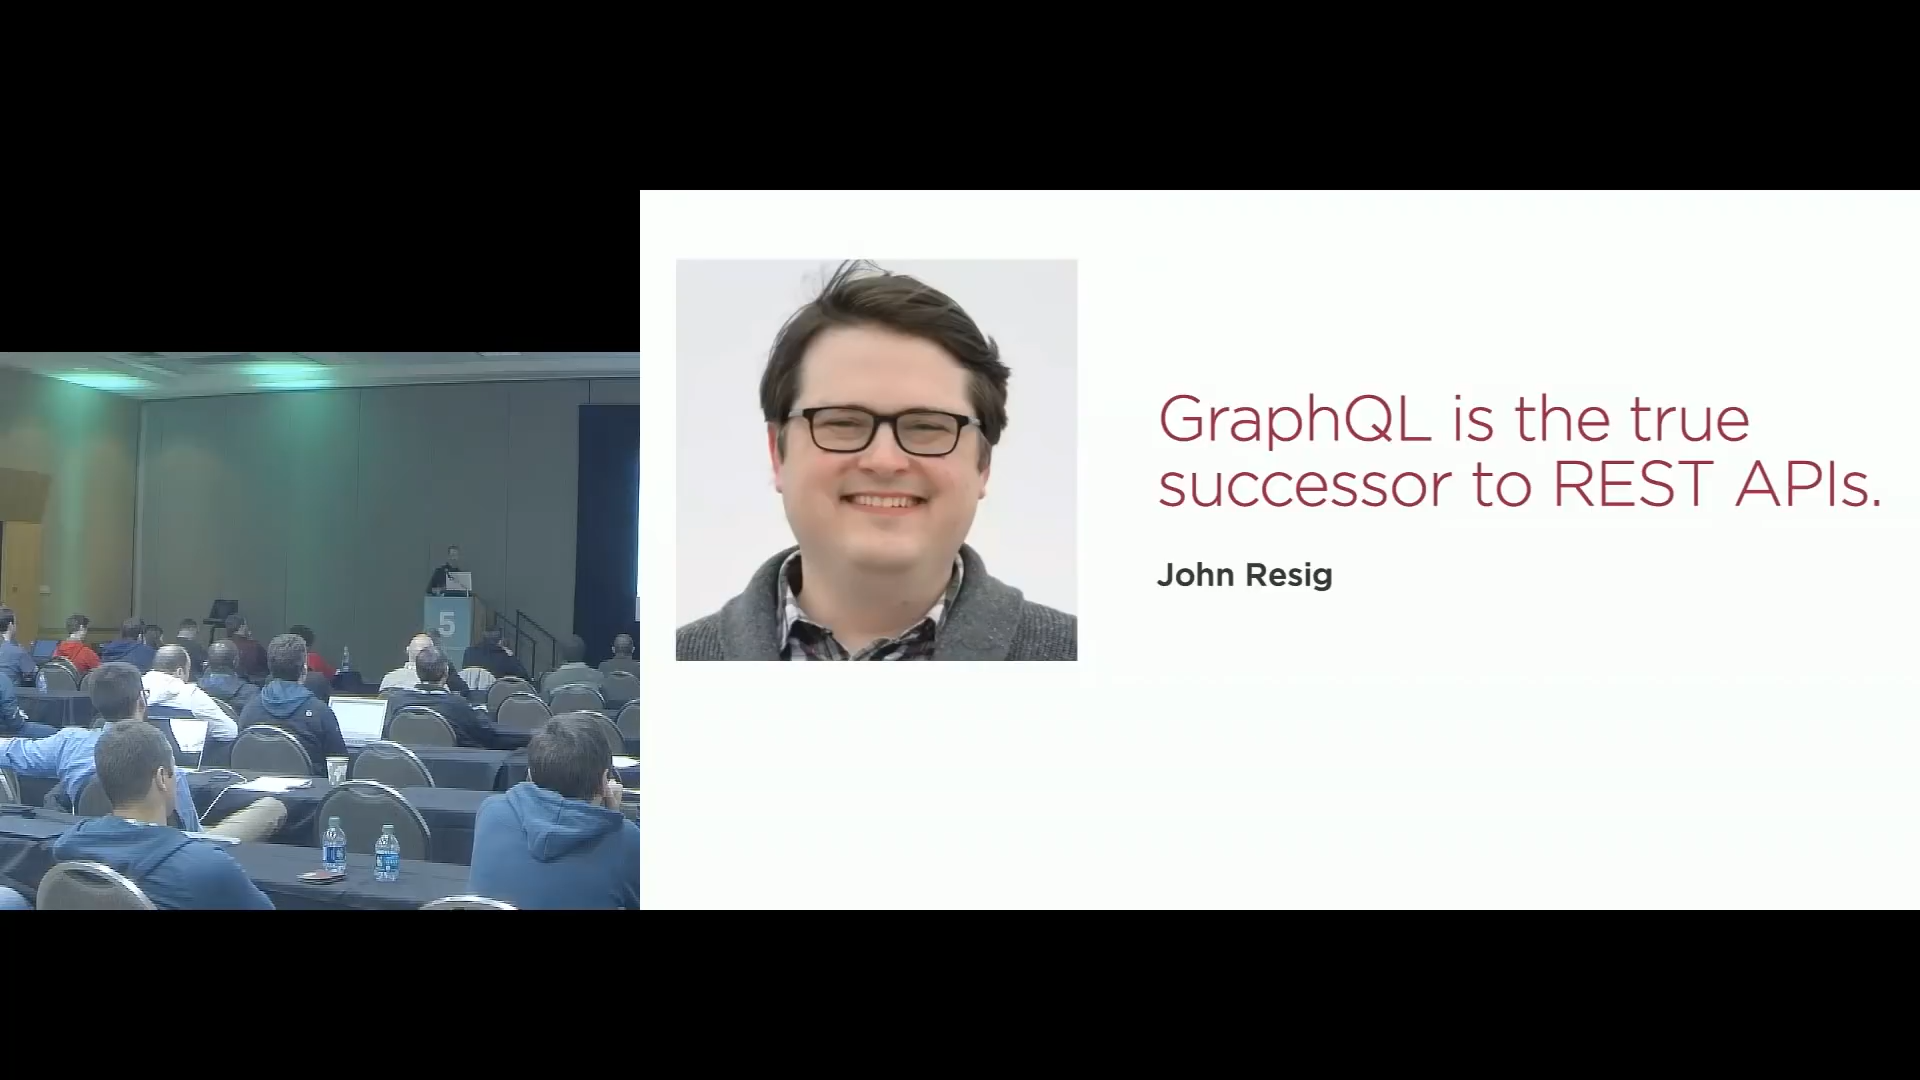 5
GraphQL is the true
successor to REST APIs.
John Resig